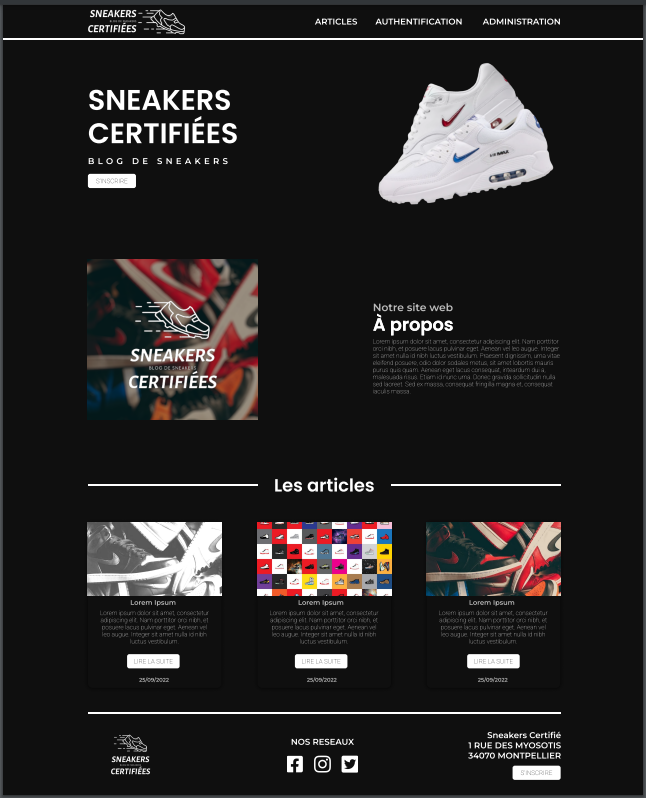 SNEAKERS
BLOG DE SNEAKERS
CERTIFIÉES
ARTICLES AUTHENTIFICATION ADMINISTRATION
SNEAKERS
CERTIFIÉES
BLOG DE SNEAKERS
S'INSCRIRE
AIR MAX
SNEAKERS
BLOG DE SNEAKERS
CERTIFIÉES
Notre site web
À propos
Lorem ipsum dolor sit amet, consectetur adipiscing elit. Nam porttitor
orci nibh, et posuere lacus pulvinar eget. Aenean vel leo augue. Integer
sit amet nulla id nibh luctus vestibulum. Praesent dignissim, urna vitae
eleifend posuere, odio dolor sodales metus, sit amet lobortis mauris
purus quis quam. Aenean eget lacus consequat, interdum dui a,
malesuada risus. Etiam id nunc urna. Donec gravida sollicitudin nulla
sed laoreet. Sed ex massa, consequat fringilla magna et, consequat
iaculis massa.
Les articles
Lorem Ipsum
Lorem ipsum dolor sit amet, consectetur
adipiscing elit. Nam porttitor orci nibh, et
posuere lacus pulvinar eget. Aenean vel
leo augue. Integer sit amet nulla id nibh
luctus vestibulum.
LIRE LA SUITE
25/09/2022
Lorem Ipsum
Lorem ipsum dolor sit amet, consectetur
adipiscing elit. Nam porttitor orci nibh, et
posuere lacus pulvinar eget. Aenean vel
leo augue. Integer sit amet nulla id nibh
luctus vestibulum.
LIRE LA SUITE
25/09/2022
Lorem Ipsum
Lorem ipsum dolor sit amet, consectetur
adipiscing elit. Nam porttitor orci nibh, et
posuere lacus pulvinar eget. Aenean vel
leo augue. Integer sit amet nulla id nibh
luctus vestibulum.
LIRE LA SUITE
25/09/2022
SNEAKERS
CERTIFIÉES
NOS RESEAUX
Sneakers Certifié
1 RUE DES MYOSOTIS
34070 MONTPELLIER
S'INSCRIRE